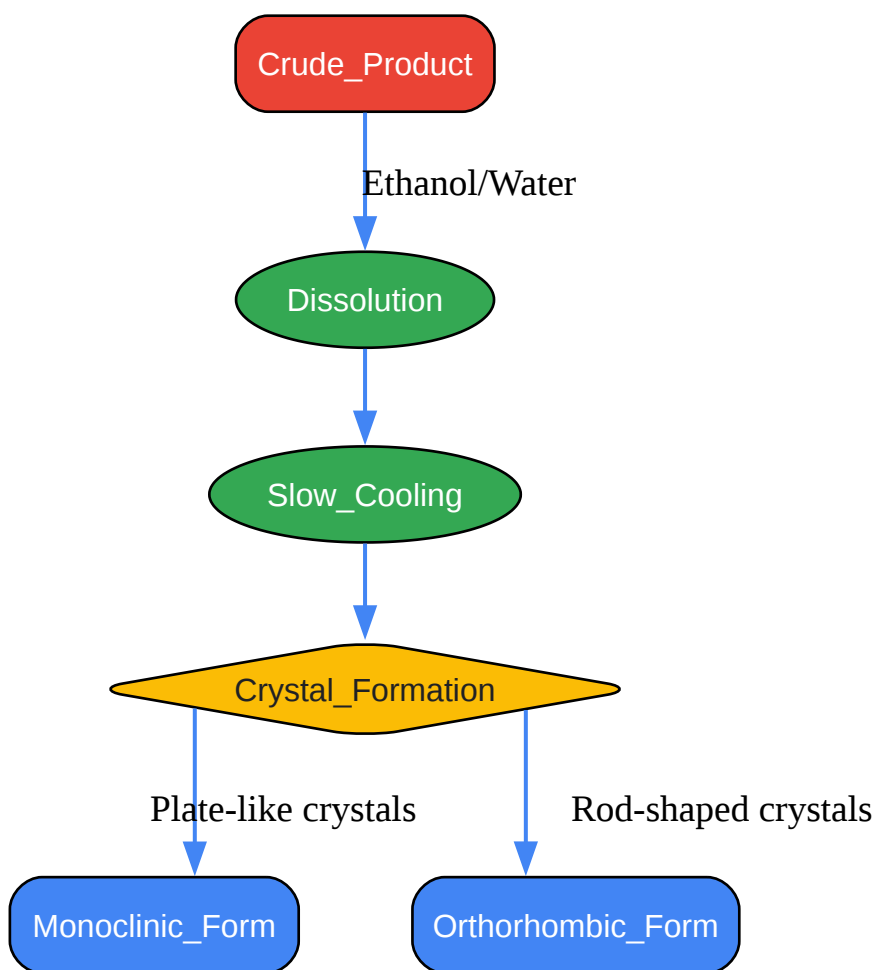 Crude_Product
Ethanol/Water
Dissolution
Slow_Cooling
Crystal_Formation
Plate-like crystals
Rod-shaped crystals
Monoclinic_Form
Orthorhombic_Form